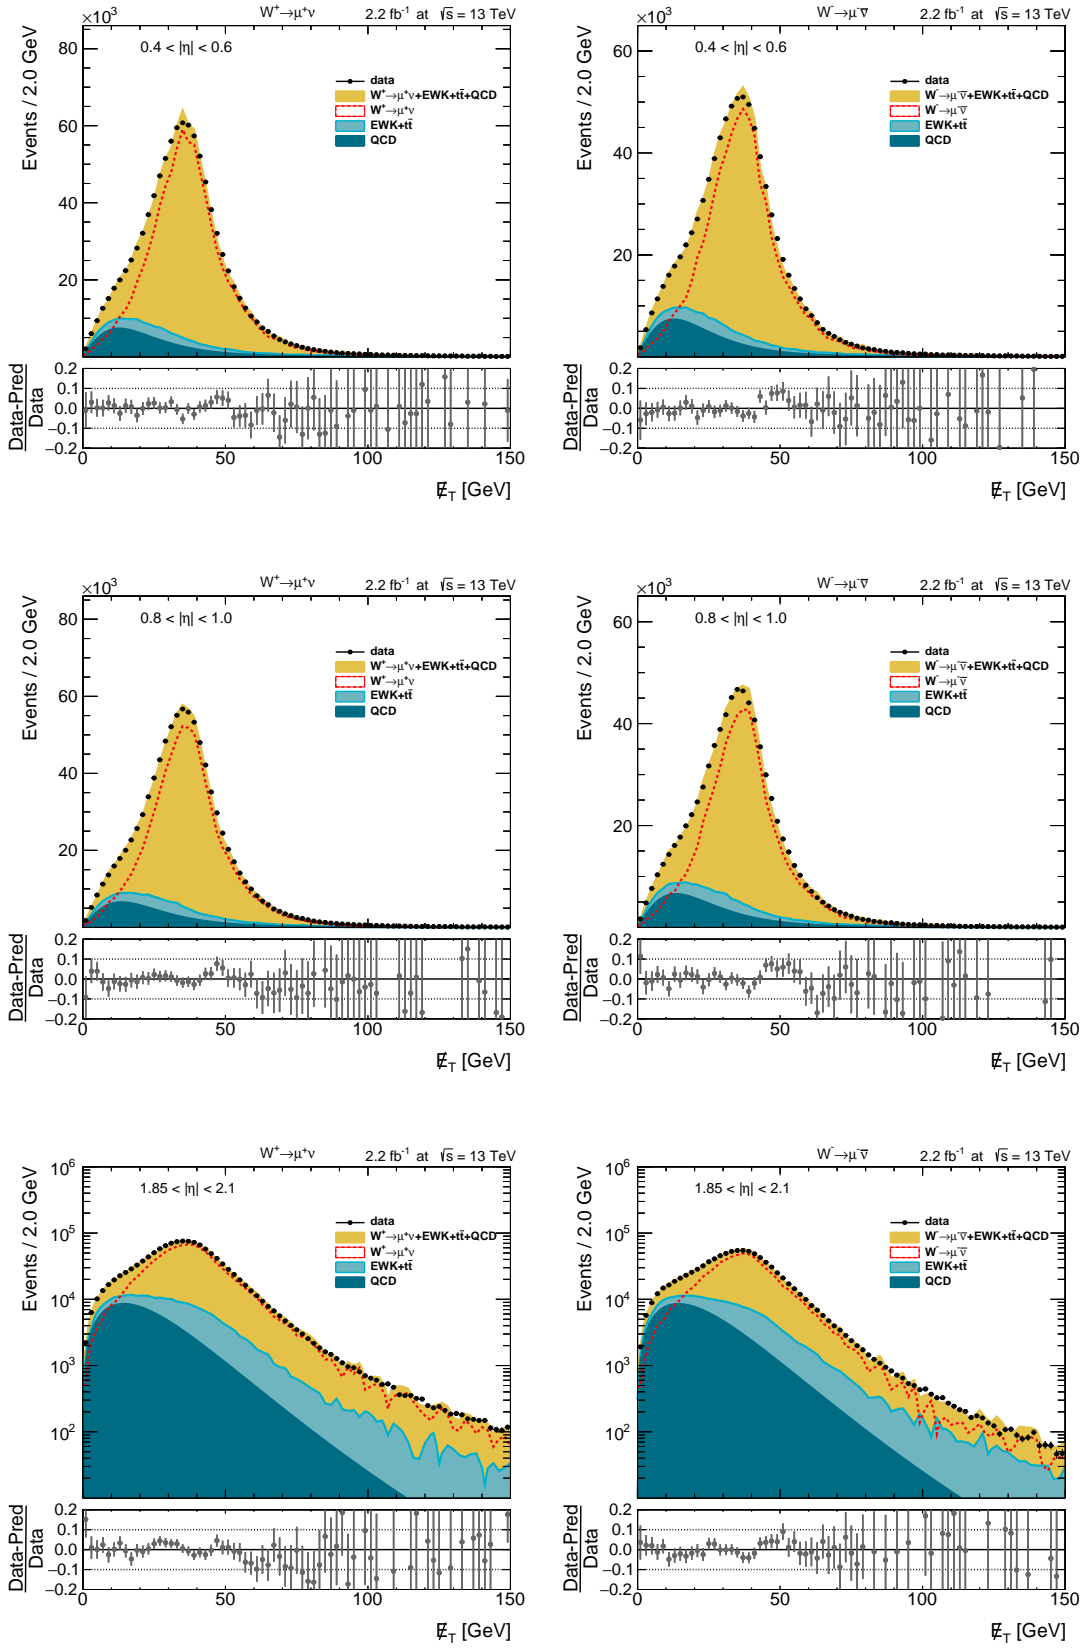 ×10³ W⁺→μ⁺ν 2.2 fb⁻¹ at √s = 13 TeV
0.4 < |η| < 0.6
Events / 2.0 GeV
80
60
40
20
data
W⁺→μ⁺ν+EWK+tt̄+QCD
W⁺→μ⁺ν
EWK+tt̄
QCD
Data-Pred
Data
0.2
0.1
0.0
−0.1
−0.2
0 50 100 150
E̸_T [GeV]
×10³ W⁻→μ⁻ν̄ 2.2 fb⁻¹ at √s = 13 TeV
0.4 < |η| < 0.6
Events / 2.0 GeV
60
40
20
data
W⁻→μ⁻ν̄+EWK+tt̄+QCD
W⁻→μ⁻ν̄
EWK+tt̄
QCD
Data-Pred
Data
0.2
0.1
0.0
−0.1
−0.2
0 50 100 150
E̸_T [GeV]
×10³ W⁺→μ⁺ν 2.2 fb⁻¹ at √s = 13 TeV
0.8 < |η| < 1.0
Events / 2.0 GeV
80
60
40
20
data
W⁺→μ⁺ν+EWK+tt̄+QCD
W⁺→μ⁺ν
EWK+tt̄
QCD
Data-Pred
Data
0.2
0.1
0.0
−0.1
−0.2
0 50 100 150
E̸_T [GeV]
×10³ W⁻→μ⁻ν̄ 2.2 fb⁻¹ at √s = 13 TeV
0.8 < |η| < 1.0
Events / 2.0 GeV
60
40
20
data
W⁻→μ⁻ν̄+EWK+tt̄+QCD
W⁻→μ⁻ν̄
EWK+tt̄
QCD
Data-Pred
Data
0.2
0.1
0.0
−0.1
−0.2
0 50 100 150
E̸_T [GeV]
W⁺→μ⁺ν 2.2 fb⁻¹ at √s = 13 TeV
1.85 < |η| < 2.1
Events / 2.0 GeV
10⁶
10⁵
10⁴
10³
10²
data
W⁺→μ⁺ν+EWK+tt̄+QCD
W⁺→μ⁺ν
EWK+tt̄
QCD
Data-Pred
Data
0.2
0.1
0.0
−0.1
−0.2
0 50 100 150
E̸_T [GeV]
W⁻→μ⁻ν̄ 2.2 fb⁻¹ at √s = 13 TeV
1.85 < |η| < 2.1
Events / 2.0 GeV
10⁶
10⁵
10⁴
10³
10²
data
W⁻→μ⁻ν̄+EWK+tt̄+QCD
W⁻→μ⁻ν̄
EWK+tt̄
QCD
Data-Pred
Data
0.2
0.1
0.0
−0.1
−0.2
0 50 100 150
E̸_T [GeV]